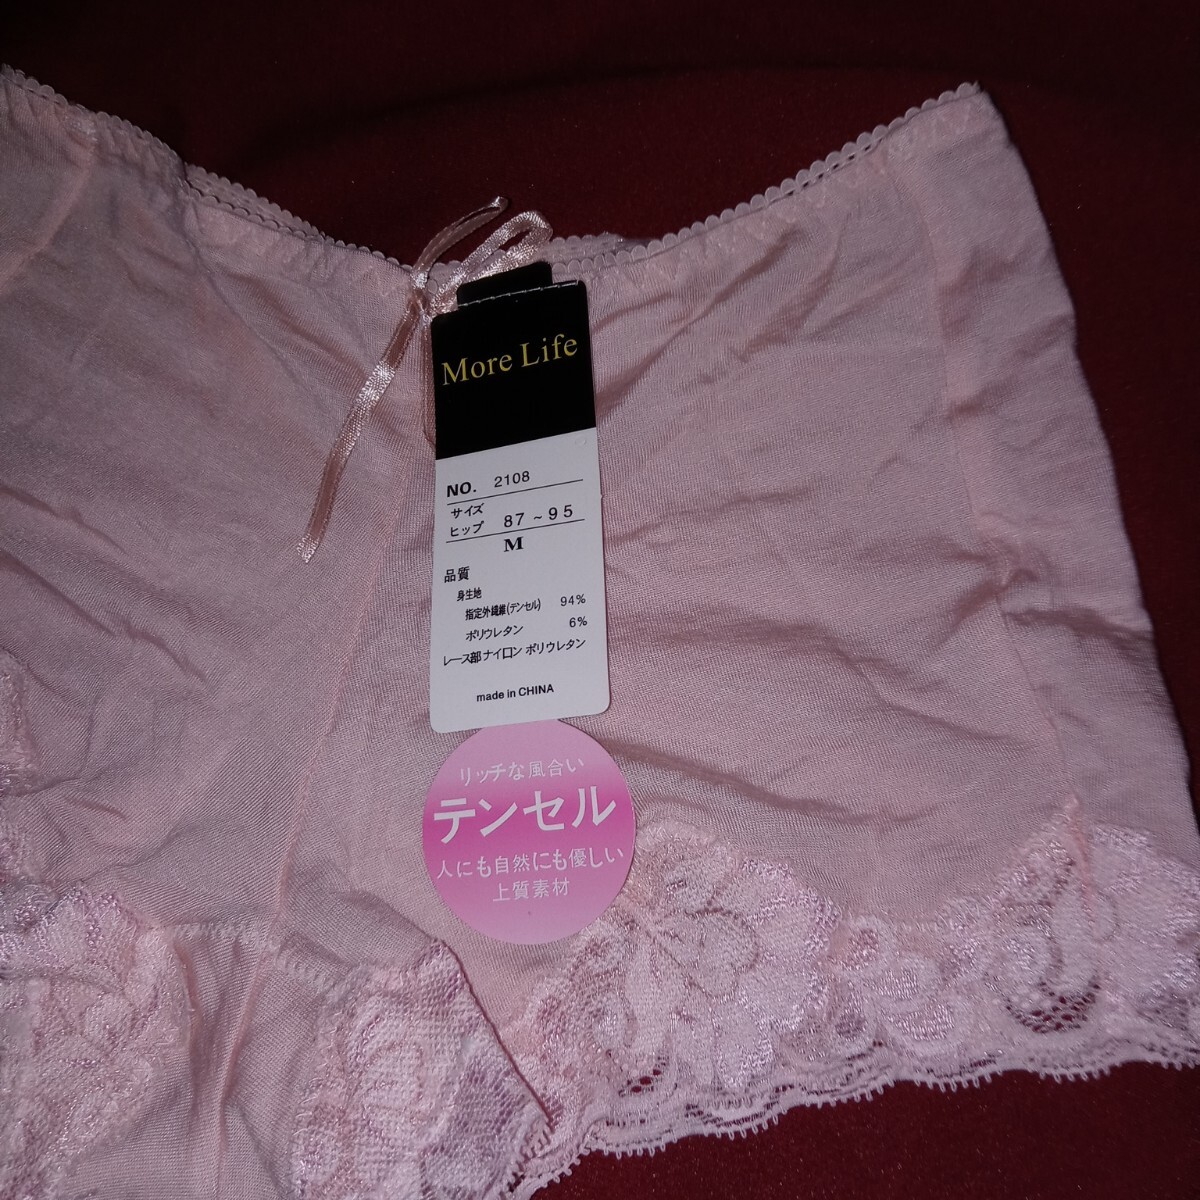 More Life
NO. 2108
サイズ
ヒップ 87～95
M
品質
身生地
指定外繊維(テンセル) 94%
ポリウレタン 6%
レース部 ナイロン ポリウレタン
made in CHINA
リッチな風合い
テンセル
人にも自然にも優しい
上質素材